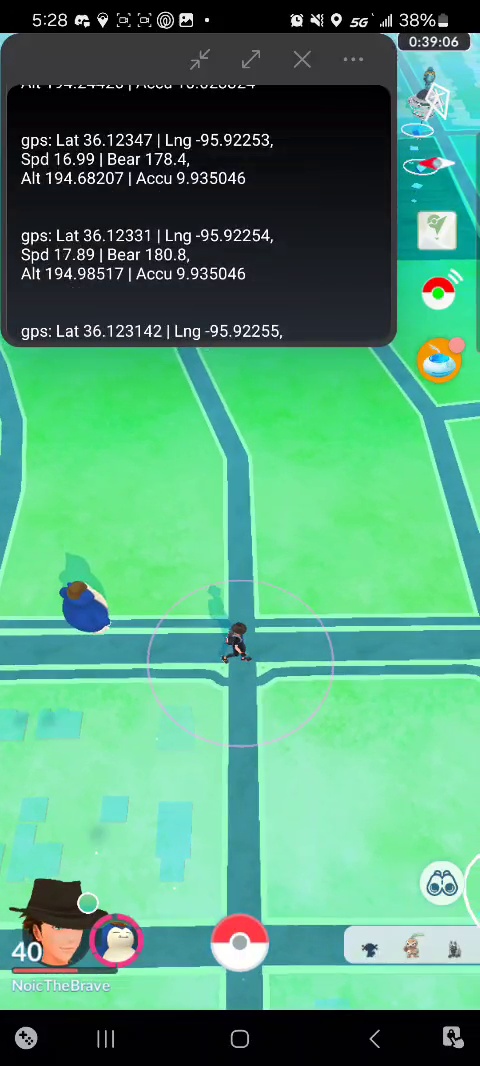 5:28
5G
38%
0:39:06
gps: Lat 36.12347 | Lng -95.92253,
Spd 16.99 | Bear 178.4,
Alt 194.68207 | Accu 9.935046
gps: Lat 36.12331 | Lng -95.92254,
Spd 17.89 | Bear 180.8,
Alt 194.98517 | Accu 9.935046
gps: Lat 36.123142 | Lng -95.92255,
40
NoicTheBrave